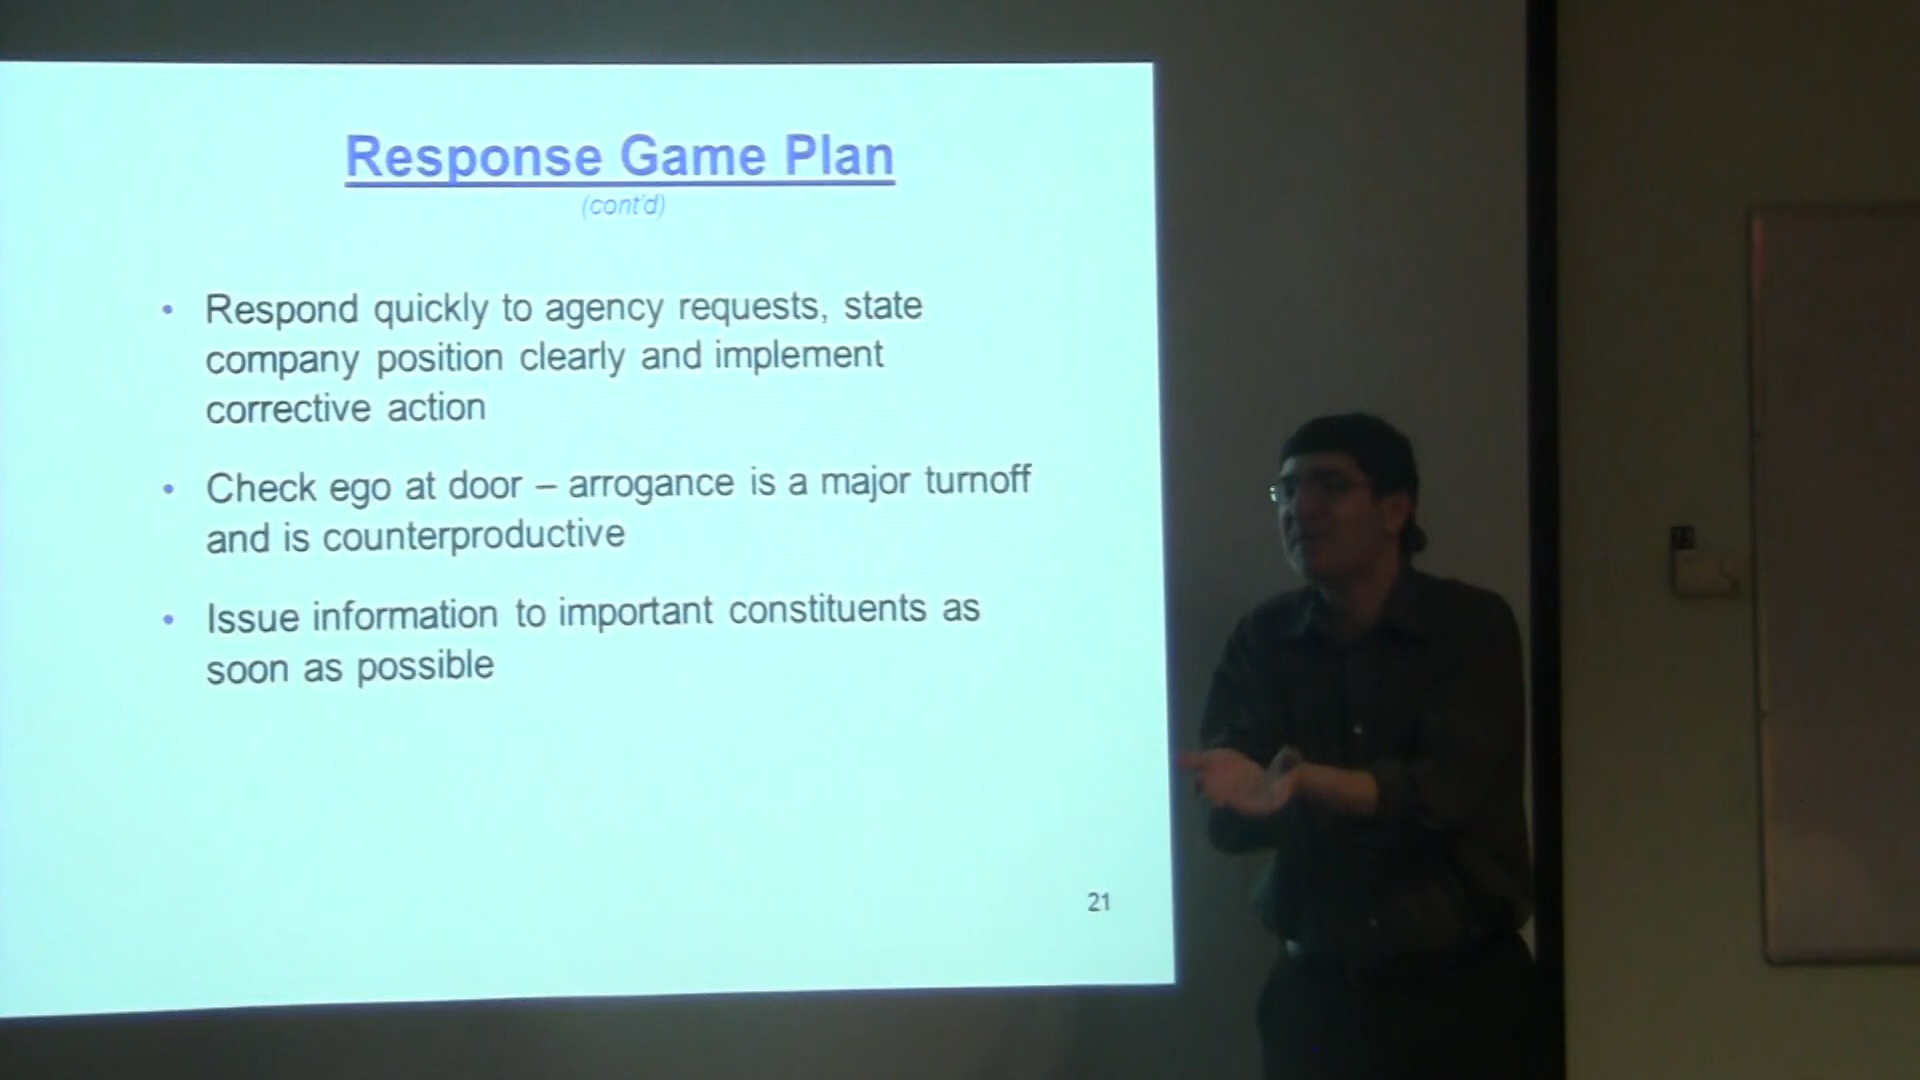 Response Game Plan
(cont'd)
• Respond quickly to agency requests, state
company position clearly and implement
corrective action
• Check ego at door – arrogance is a major turnoff
and is counterproductive
• Issue information to important constituents as
soon as possible
21